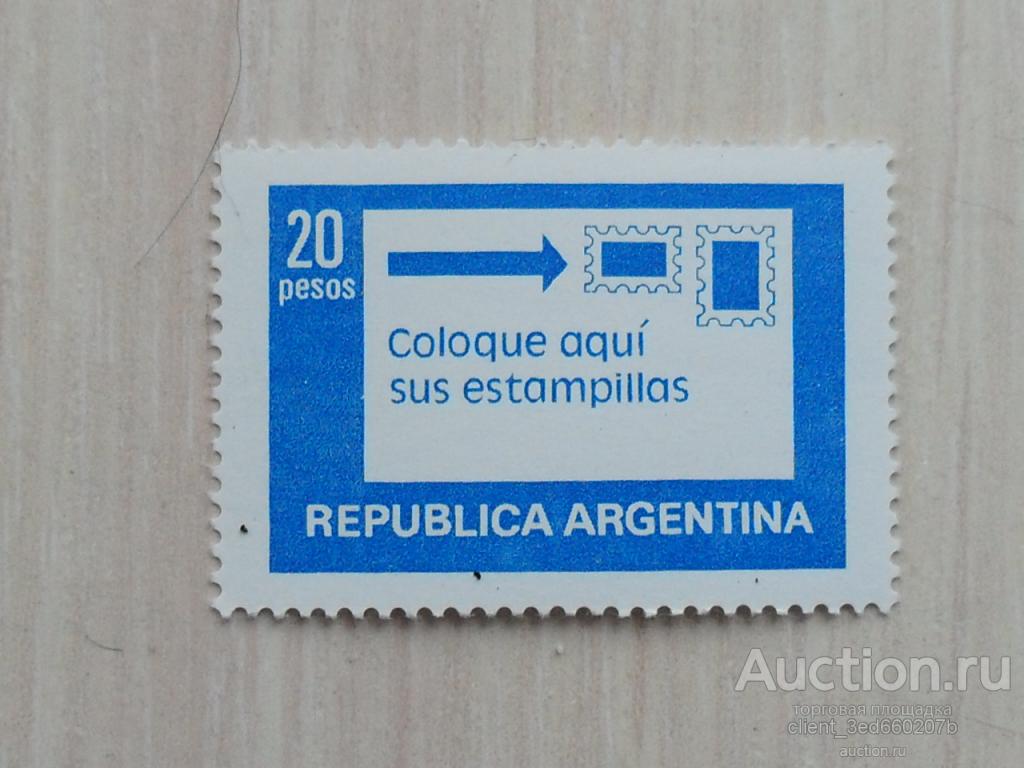 20
pesos
Coloque aquí
sus estampillas
REPUBLICA ARGENTINA
Auction.ru
торговая площадка
client_3ed660207b
auction.ru